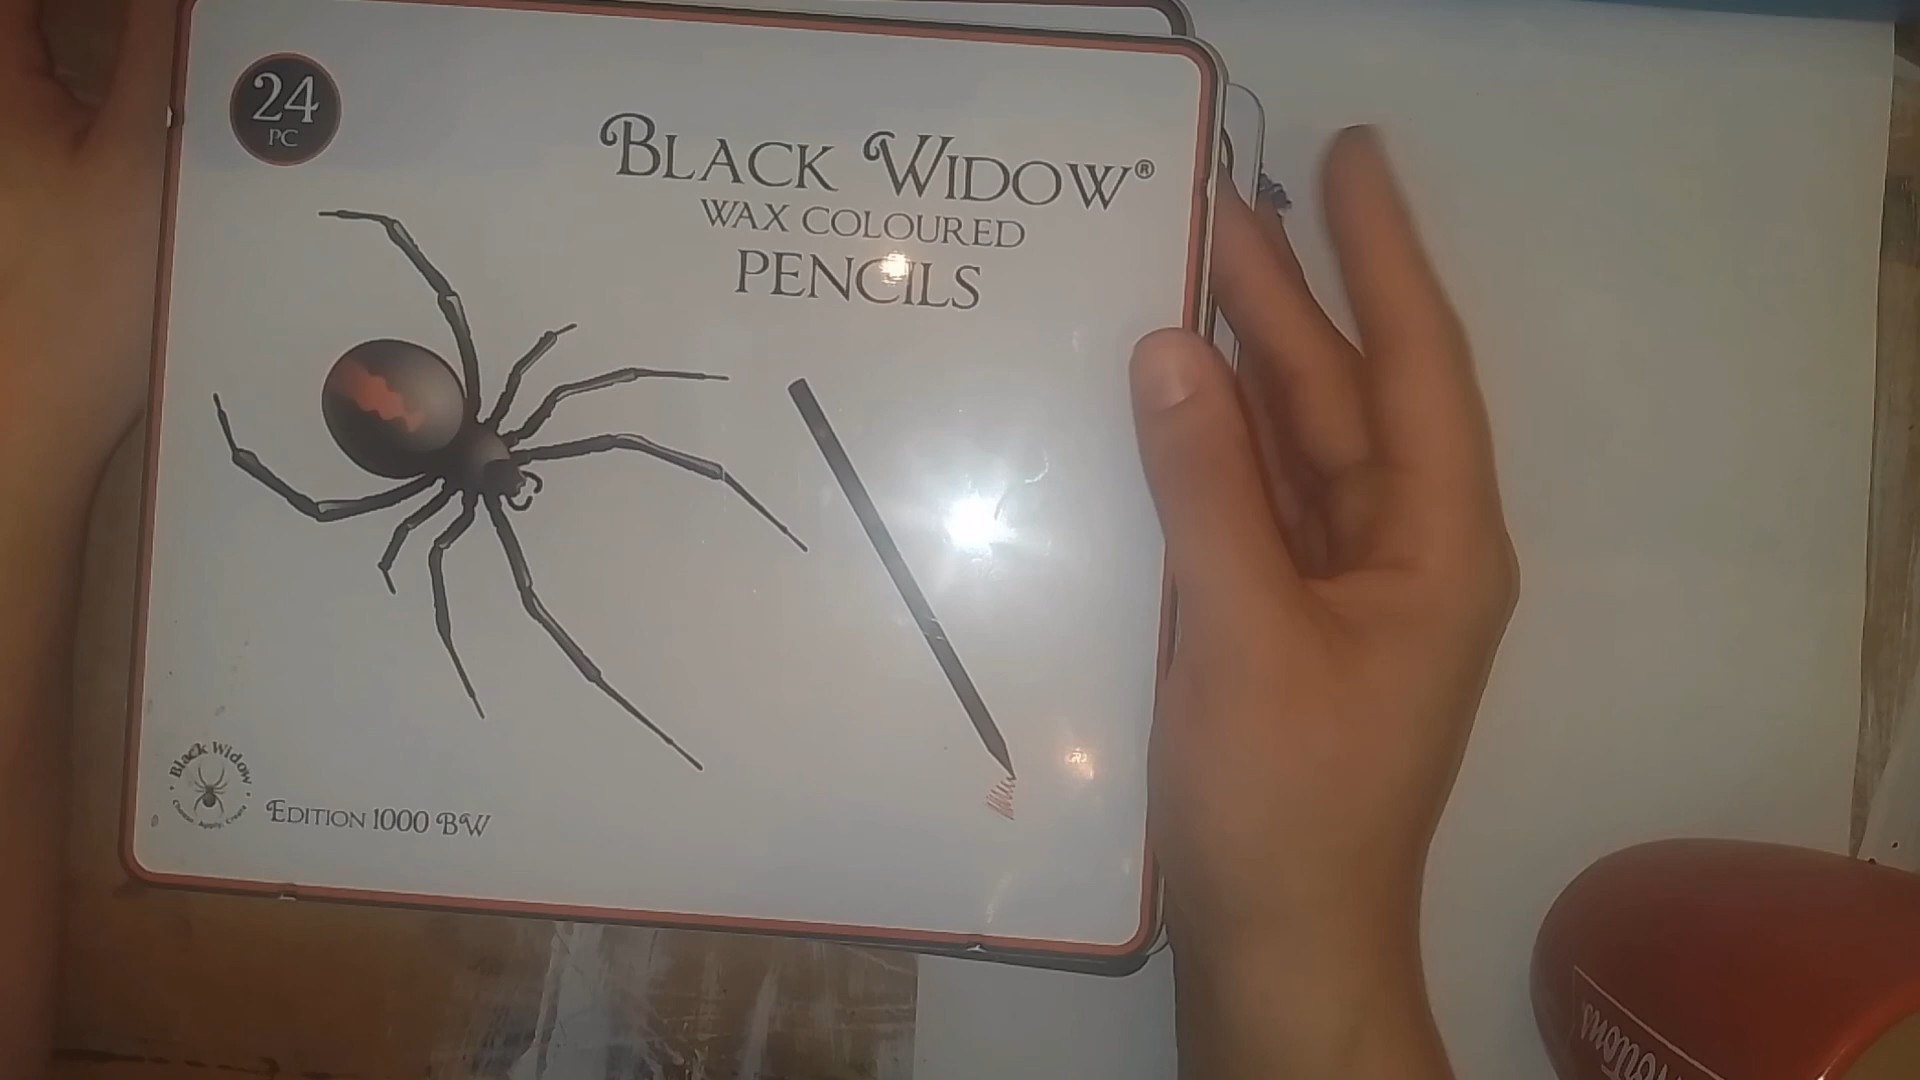 24
PC
BLACK WIDOW®
WAX COLOURED
PENCILS
Black Widow
EDITION 1000 BW